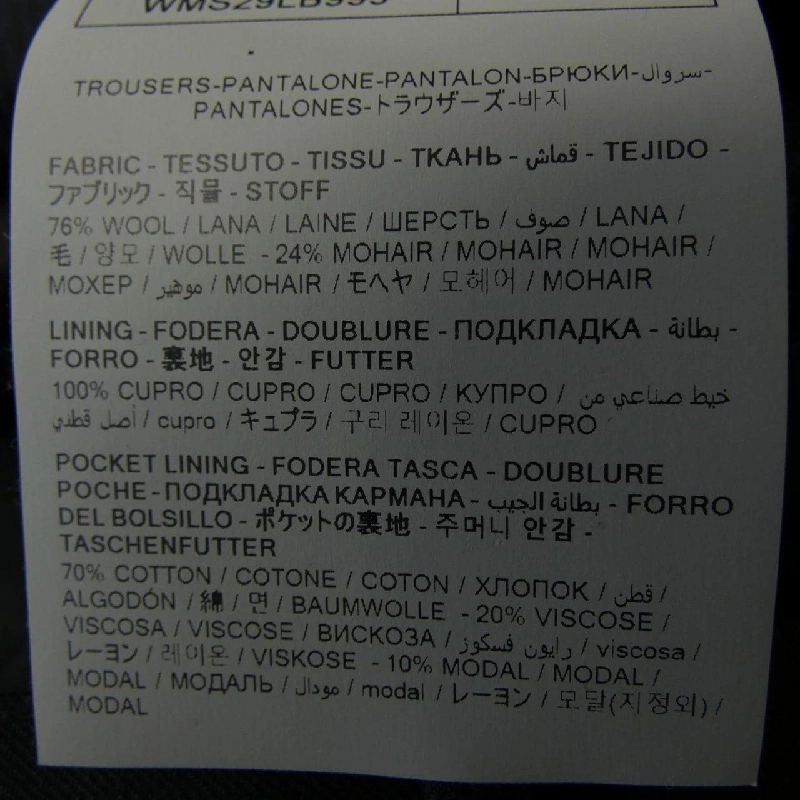 TROUSERS-PANTALONE-PANTALON-БРЮКИ-سروال-
PANTALONES-トラウザーズ-바지
FABRIC - TESSUTO - TISSU - ТКАНЬ - قماش - TEJIDO -
ファブリック - 직물 - STOFF
76% WOOL / LANA / LAINE / ШЕРСТЬ / صوف / LANA /
毛 / 양모 / WOLLE - 24% MOHAIR / MOHAIR / MOHAIR /
МОХЕР / موهير / MOHAIR / モヘヤ / 모헤어 / MOHAIR
LINING - FODERA - DOUBLURE - ПОДКЛАДКА - بطانة -
FORRO - 裏地 - 안감 - FUTTER
100% CUPRO / CUPRO / CUPRO / КУПРО / خيط صناعي من
أصل قطني / cupro / キュプラ / 구리 레이온 / CUPRO
POCKET LINING - FODERA TASCA - DOUBLURE
POCHE - ПОДКЛАДКА КАРМАНА - بطانة الجيب - FORRO
DEL BOLSILLO - ポケットの裏地 - 주머니 안감 -
TASCHENFUTTER
70% COTTON / COTONE / COTON / ХЛОПОК / قطن /
ALGODÓN / 綿 / 면 / BAUMWOLLE - 20% VISCOSE /
VISCOSA / VISCOSE / ВИСКОЗА / رايون فسكوز / viscosa /
レーヨン / 레이온 / VISKOSE - 10% MODAL / MODAL /
MODAL / МОДАЛЬ / مودال / modal / レーヨン / 모달(지정외) /
MODAL